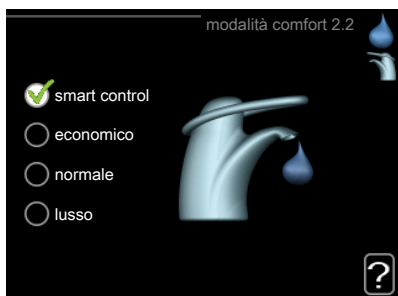 modalità comfort 2.2
smart control
economico
normale
lusso
?